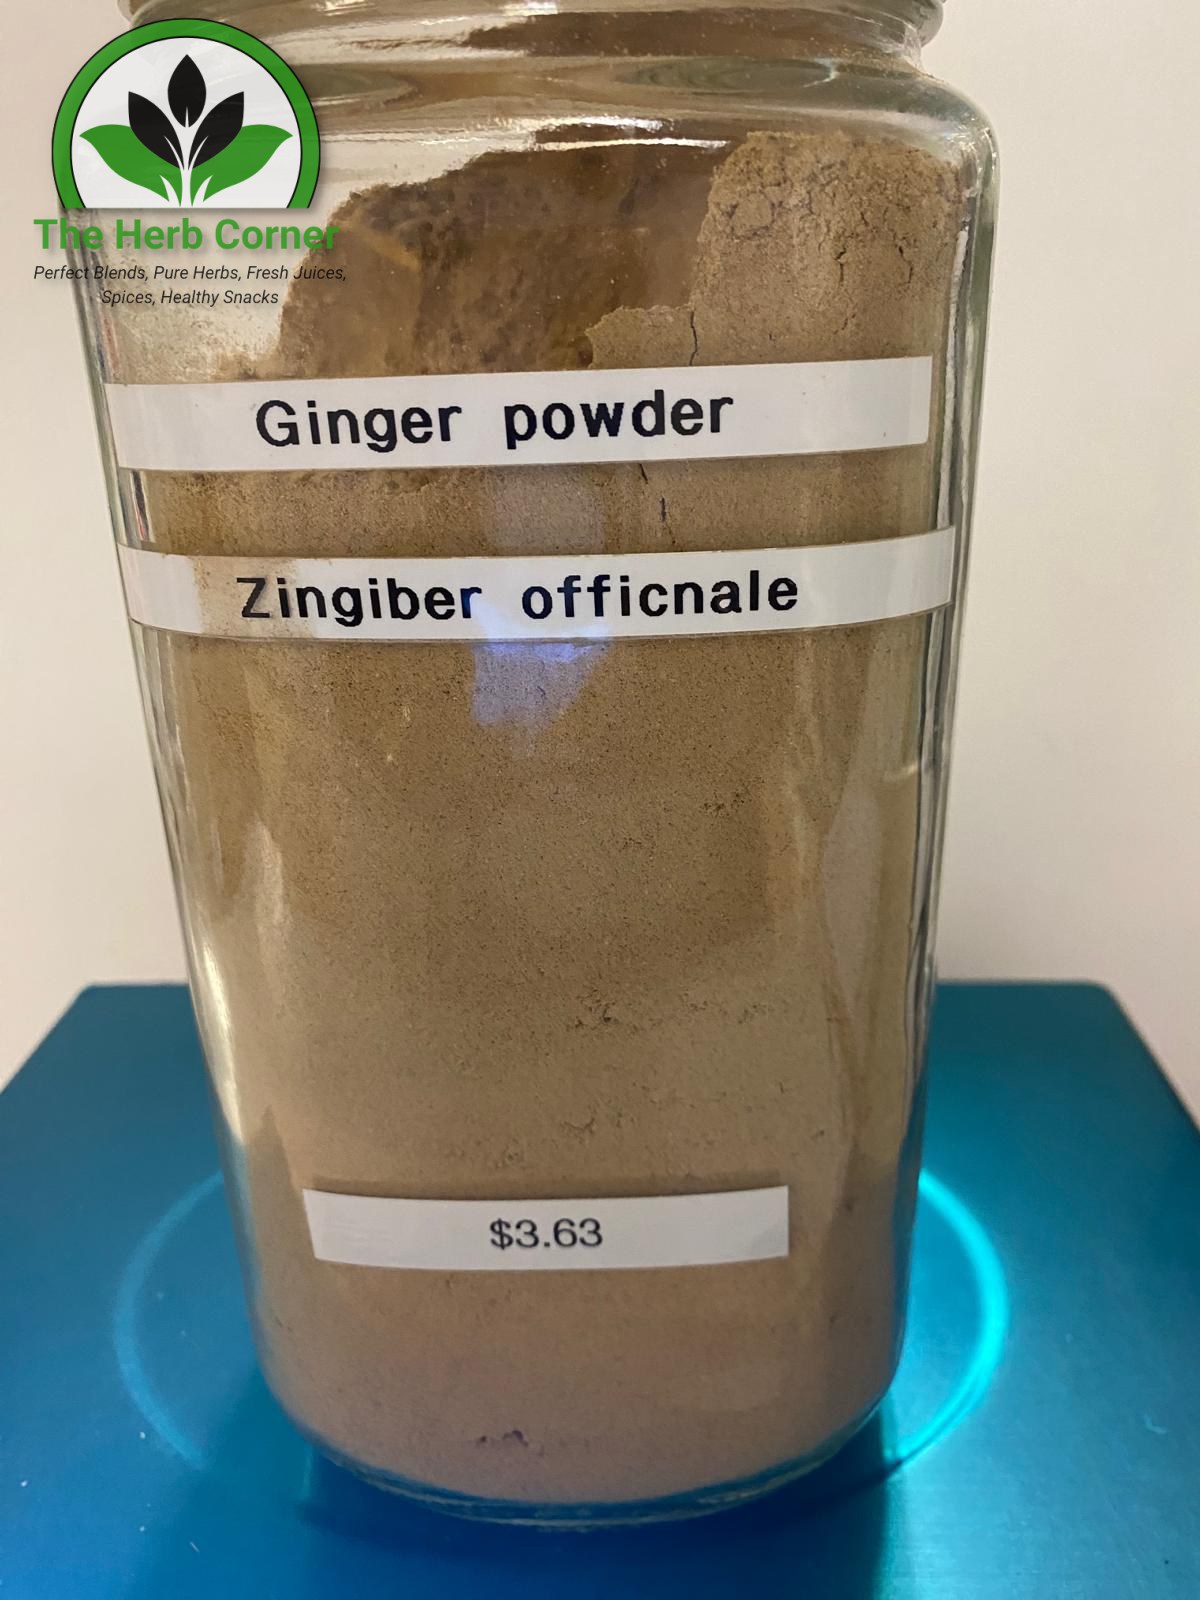 The Herb Corner
Perfect Blends, Pure Herbs, Fresh Juices,
Spices, Healthy Snacks
Ginger powder
Zingiber officnale
$3.63